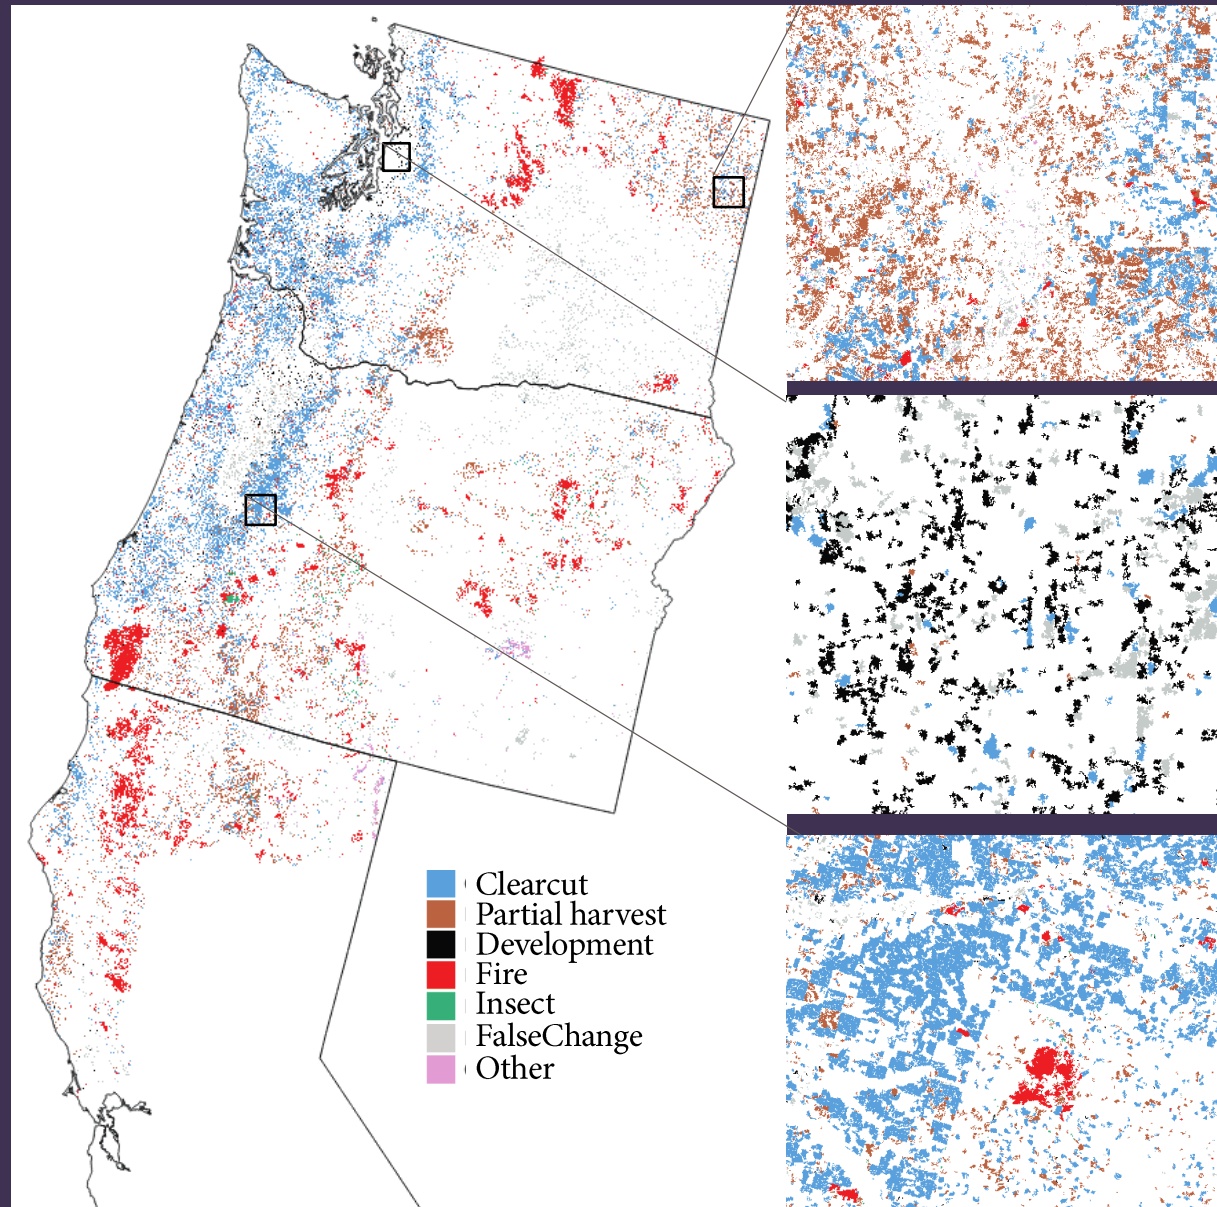 Clearcut
Partial harvest
Development
Fire
Insect
FalseChange
Other